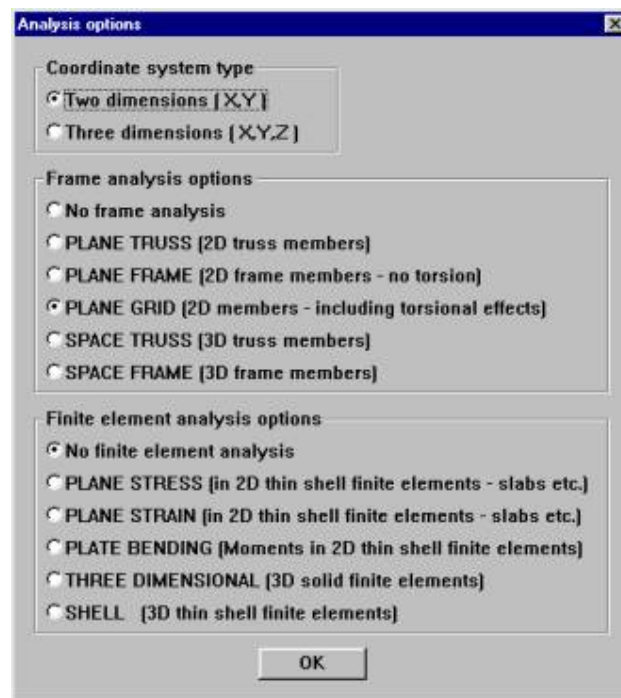 Analysis options
Coordinate system type
Two dimensions (X,Y)
Three dimensions (X,Y,Z)
Frame analysis options
No frame analysis
PLANE TRUSS (2D truss members)
PLANE FRAME (2D frame members - no torsion)
PLANE GRID (2D members - including torsional effects)
SPACE TRUSS (3D truss members)
SPACE FRAME (3D frame members)
Finite element analysis options
No finite element analysis
PLANE STRESS (in 2D thin shell finite elements - slabs etc.)
PLANE STRAIN (in 2D thin shell finite elements - slabs etc.)
PLATE BENDING (Moments in 2D thin shell finite elements)
THREE DIMENSIONAL (3D solid finite elements)
SHELL (3D thin shell finite elements)
OK